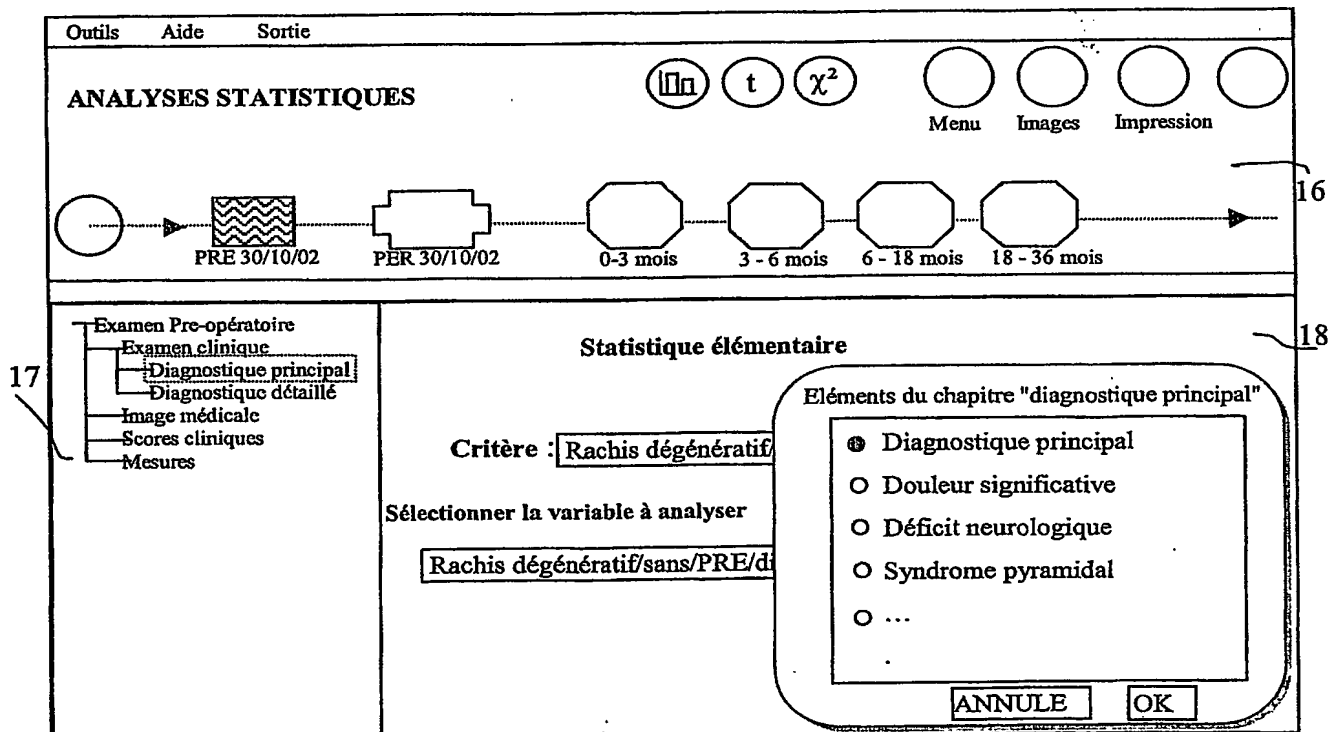 Outils Aide Sortie
ANALYSES STATISTIQUES
t χ²
Menu Images Impression
16
PRE 30/10/02 PER 30/10/02 0-3 mois 3 - 6 mois 6 - 18 mois 18 - 36 mois
Examen Pre-opératoire
Examen clinique
Diagnostique principal
Diagnostique détaillé
Image médicale
Scores cliniques
Mesures
17
18
Statistique élémentaire
Critère : Rachis dégénératif/
Sélectionner la variable à analyser
Rachis dégénératif/sans/PRE/di
Eléments du chapitre "diagnostique principal"
Diagnostique principal
Douleur significative
Déficit neurologique
Syndrome pyramidal
...
ANNULE OK